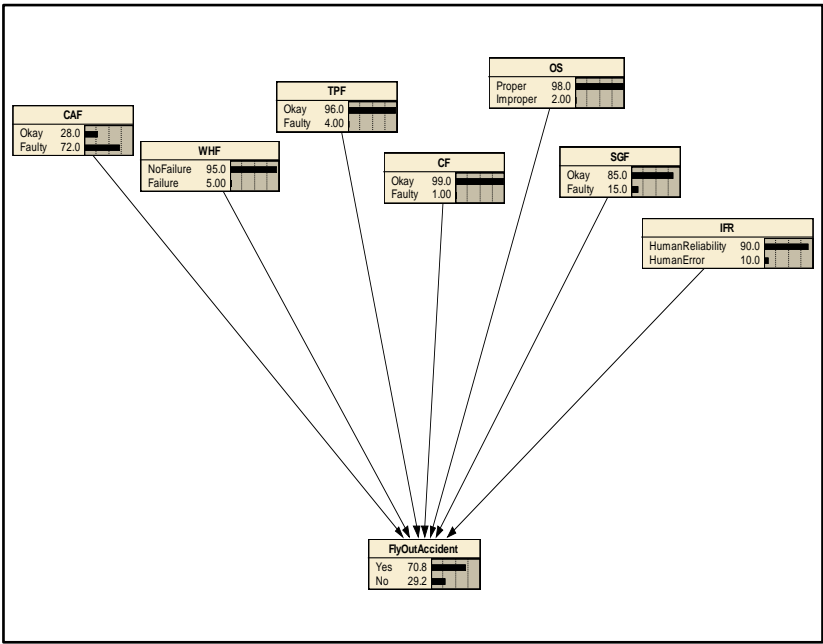 OS
Proper 98.0
Improper 2.00
TPF
Okay 96.0
Faulty 4.00
CAF
Okay 28.0
Faulty 72.0
WHF
NoFailure 95.0
Failure 5.00
CF
Okay 99.0
Faulty 1.00
SGF
Okay 85.0
Faulty 15.0
IFR
HumanReliability 90.0
HumanError 10.0
FlyOutAccident
Yes 70.8
No 29.2